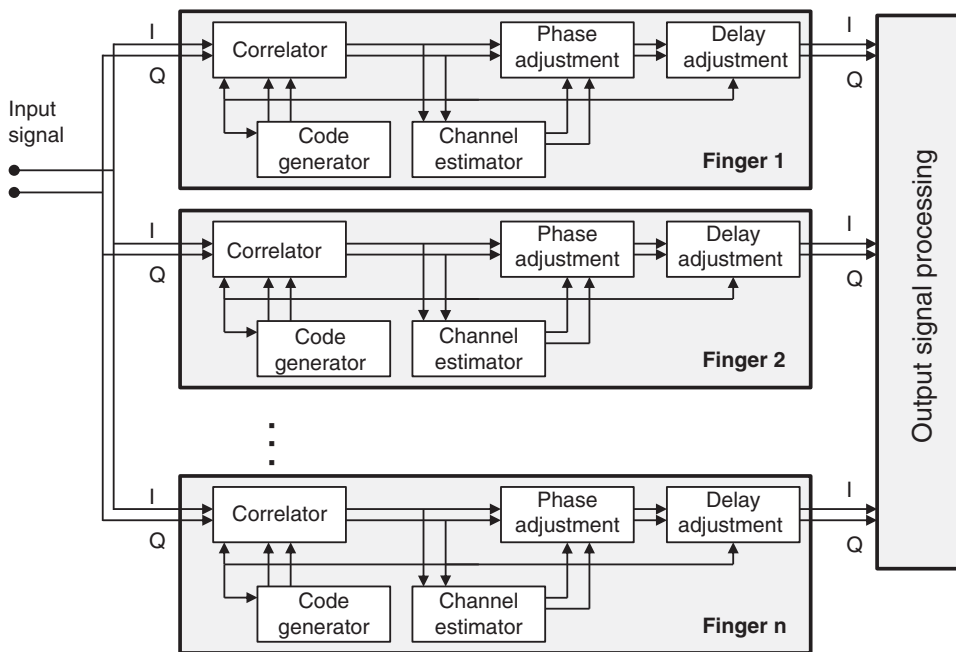 Input
signal
I
Q
Correlator
Phase
adjustment
Delay
adjustment
Code
generator
Channel
estimator
Finger 1
I
Q
I
Q
Correlator
Phase
adjustment
Delay
adjustment
Code
generator
Channel
estimator
Finger 2
I
Q
I
Q
Correlator
Phase
adjustment
Delay
adjustment
Code
generator
Channel
estimator
Finger n
I
Q
Output signal processing